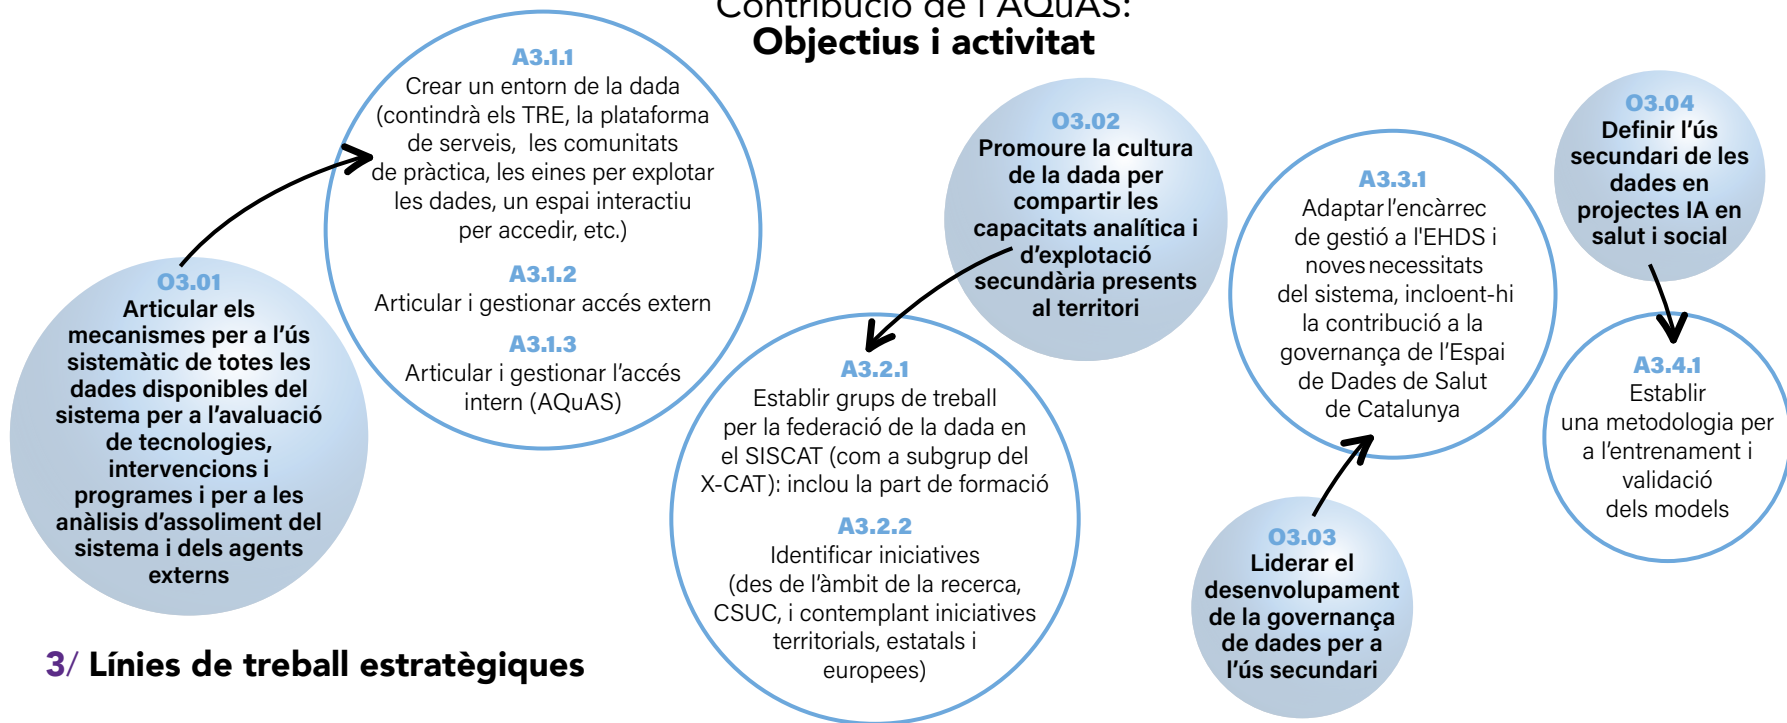 Contribució de l'AQuAS:
Objectius i activitat
A3.1.1
Crear un entorn de la dada
(contindrà els TRE, la plataforma
de serveis, les comunitats
de pràctica, les eines per explotar
les dades, un espai interactiu
per accedir, etc.)
A3.1.2
Articular i gestionar accés extern
A3.1.3
Articular i gestionar l'accés
intern (AQuAS)
O3.01
Articular els
mecanismes per a l'ús
sistemàtic de totes les
dades disponibles del
sistema per a l'avaluació
de tecnologies,
intervencions i
programes i per a les
anàlisis d'assoliment del
sistema i dels agents
externs
O3.02
Promoure la cultura
de la dada per
compartir les
capacitats analítica i
d'explotació
secundària presents
al territori
A3.2.1
Establir grups de treball
per la federació de la dada en
el SISCAT (com a subgrup del
X-CAT): inclou la part de formació
A3.2.2
Identificar iniciatives
(des de l'àmbit de la recerca,
CSUC, i contemplant iniciatives
territorials, estatals i
europees)
A3.3.1
Adaptar l'encàrrec
de gestió a l'EHDS i
noves necessitats
del sistema, incloent-hi
la contribució a la
governança de l'Espai
de Dades de Salut
de Catalunya
O3.03
Liderar el
desenvolupament
de la governança
de dades per a
l'ús secundari
O3.04
Definir l'ús
secundari de les
dades en
projectes IA en
salut i social
A3.4.1
Establir
una metodologia per
a l'entrenament i
validació
dels models
3/ Línies de treball estratègiques